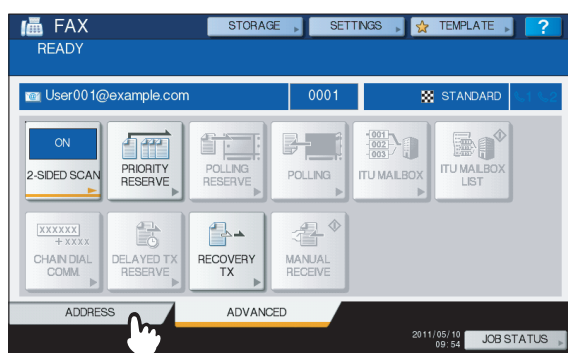 FAX
STORAGE
SETTINGS
TEMPLATE
?
READY
User001@example.com
0001
STANDARD
1 2
ON
2-SIDED SCAN
PRIORITY
RESERVE
POLLING
RESERVE
POLLING
001
002
003
ITU MAILBOX
ITU MAILBOX
LIST
XXXXXX
+ XXXX
CHAIN DIAL
COMM.
DELAYED TX
RESERVE
RECOVERY
TX
MANUAL
RECEIVE
ADDRESS
ADVANCED
2011/05/10
09:54
JOB STATUS